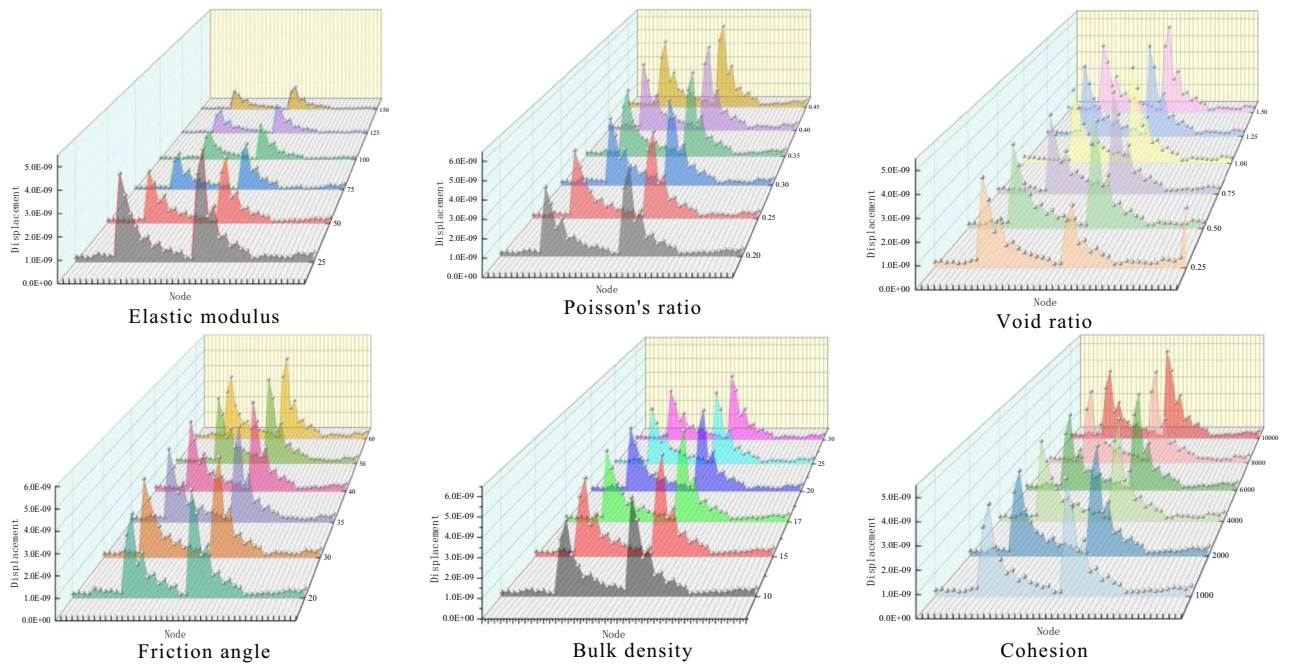 5.0E-09
4.0E-09
3.0E-09
2.0E-09
1.0E-09
0.0E+00
Displacement
Node
25
50
75
100
125
150
Elastic modulus
6.0E-09
5.0E-09
4.0E-09
3.0E-09
2.0E-09
1.0E-09
0.0E+00
Displacement
Node
0.20
0.25
0.30
0.35
0.40
0.45
Poisson's ratio
5.0E-09
4.0E-09
3.0E-09
2.0E-09
1.0E-09
0.0E+00
Displacement
Node
0.25
0.50
0.75
1.00
1.25
1.50
Void ratio
6.0E-09
5.0E-09
4.0E-09
3.0E-09
2.0E-09
1.0E-09
0.0E+00
Displacement
Node
20
30
35
40
50
60
Friction angle
6.0E-09
5.0E-09
4.0E-09
3.0E-09
2.0E-09
1.0E-09
0.0E+00
Displacement
Node
10
15
17
20
25
30
Bulk density
5.0E-09
4.0E-09
3.0E-09
2.0E-09
1.0E-09
0.0E+00
Displacement
Node
1000
2000
4000
6000
8000
10000
Cohesion